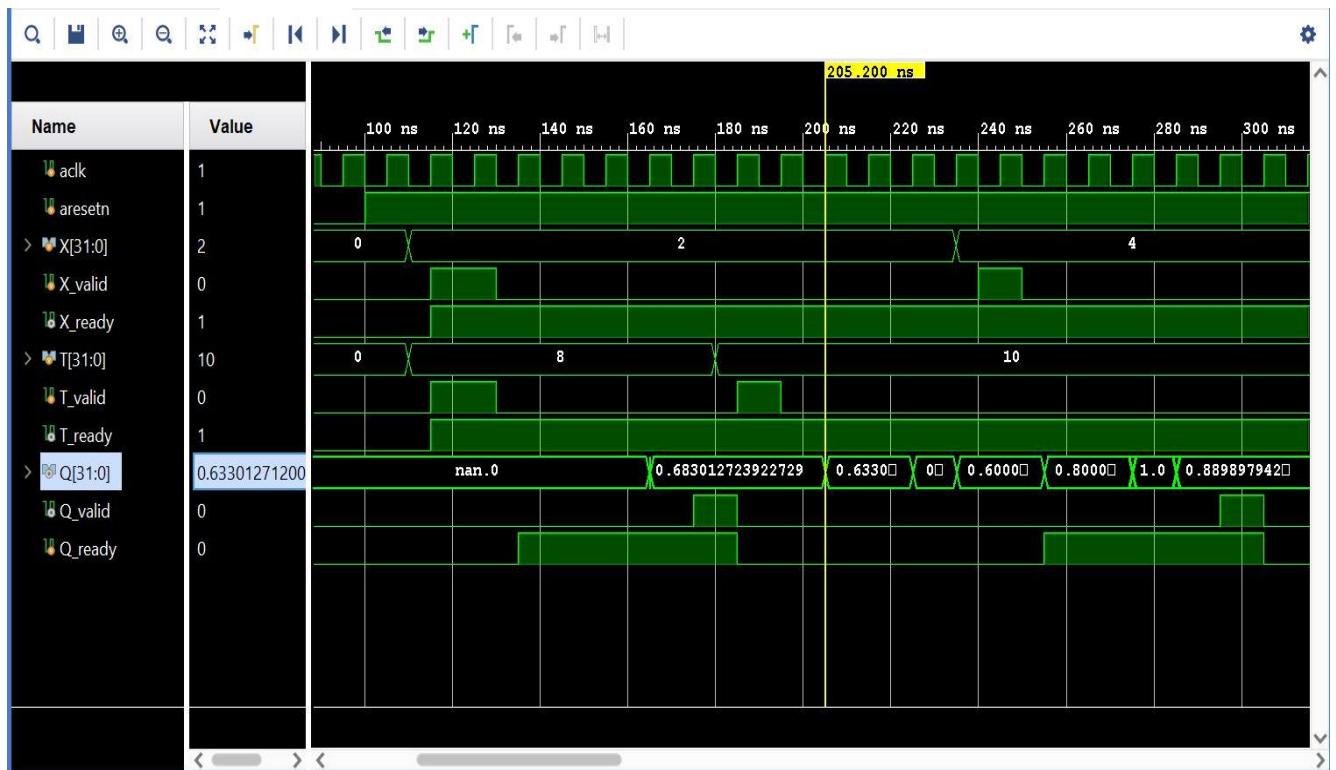 205.200 ns
Name Value
100 ns 120 ns 140 ns 160 ns 180 ns 200 ns 220 ns 240 ns 260 ns 280 ns 300 ns
aclk 1
aresetn 1
X[31:0] 2 0 2 4
X_valid 0
X_ready 1
T[31:0] 10 0 8 10
T_valid 0
T_ready 1
Q[31:0] 0.63301271200 nan.0 0.683012723922729 0.6330 0 0.6000 0.8000 1.0 0.889897942
Q_valid 0
Q_ready 0